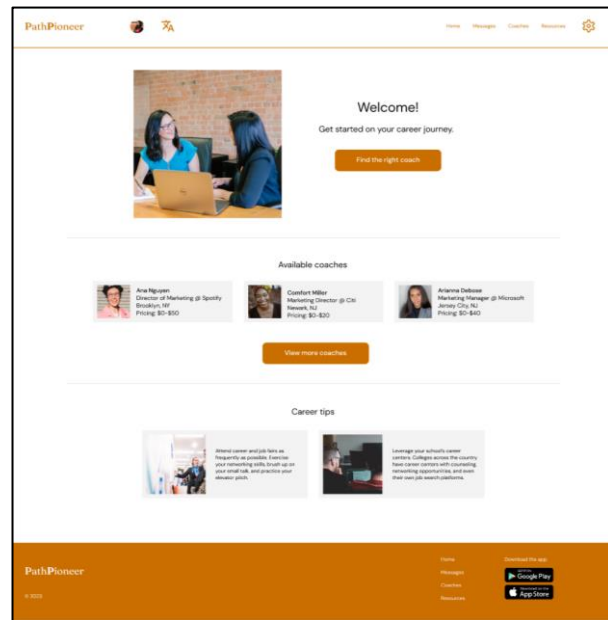 PathPioneer
Home Messages Coaches Resources
Welcome!
Get started on your career journey.
Find the right coach
Available coaches
Ana Nguyen
Director of Marketing @ Spotify
Brooklyn, NY
Pricing: $0-$50
Comfort Miller
Marketing Director @ Citi
Newark, NJ
Pricing: $0-$20
Arianna Debose
Marketing Manager @ Microsoft
Jersey City, NJ
Pricing: $0-$40
View more coaches
Career tips
Attend career and job fairs as
frequently as possible. Exercise
your networking skills, brush up on
your small talk, and practice your
elevator pitch.
Leverage your school's career
centers. Colleges across the country
have career centers with counseling,
networking opportunities, and even
their own job search platforms.
PathPioneer
© 2023
Home
Messages
Coaches
Resources
Download the app
Google Play
Download on the
App Store